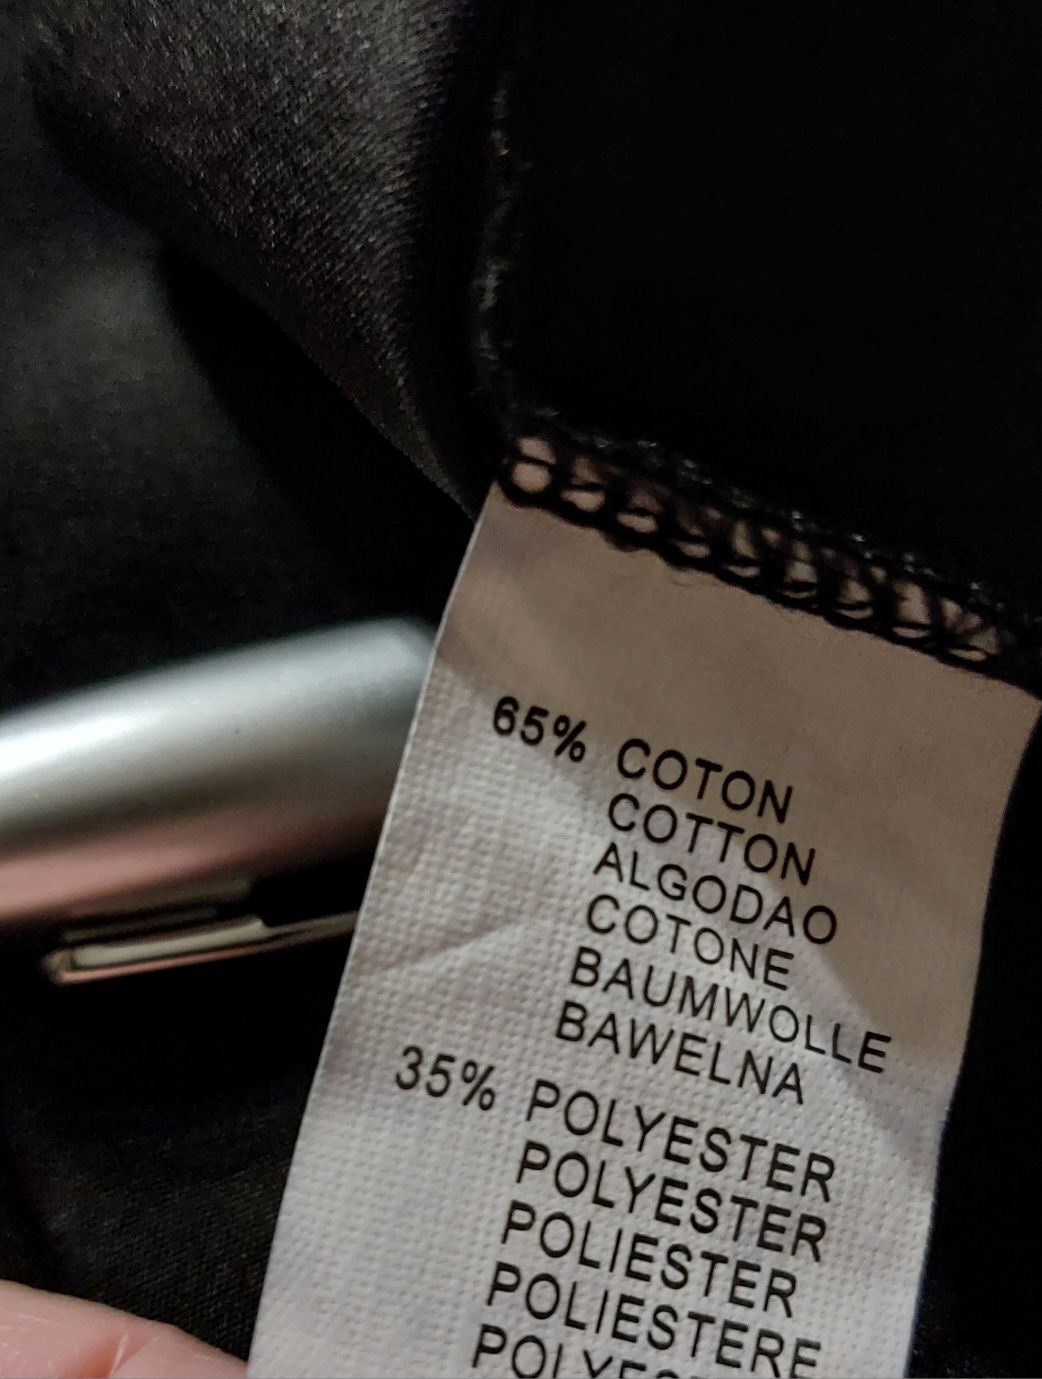 65% COTON
COTTON
ALGODAO
COTONE
BAUMWOLLE
BAWELNA
35% POLYESTER
POLYESTER
POLIESTER
POLIESTERE